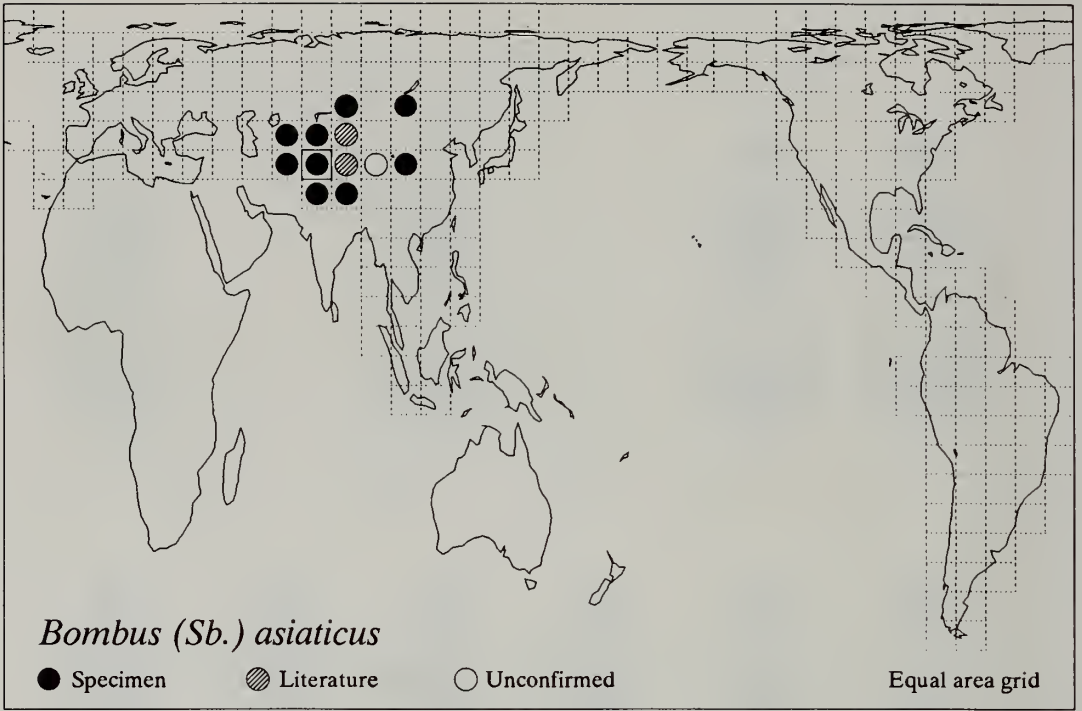 Bombus (Sb.) asiaticus
Specimen Literature Unconfirmed Equal area grid